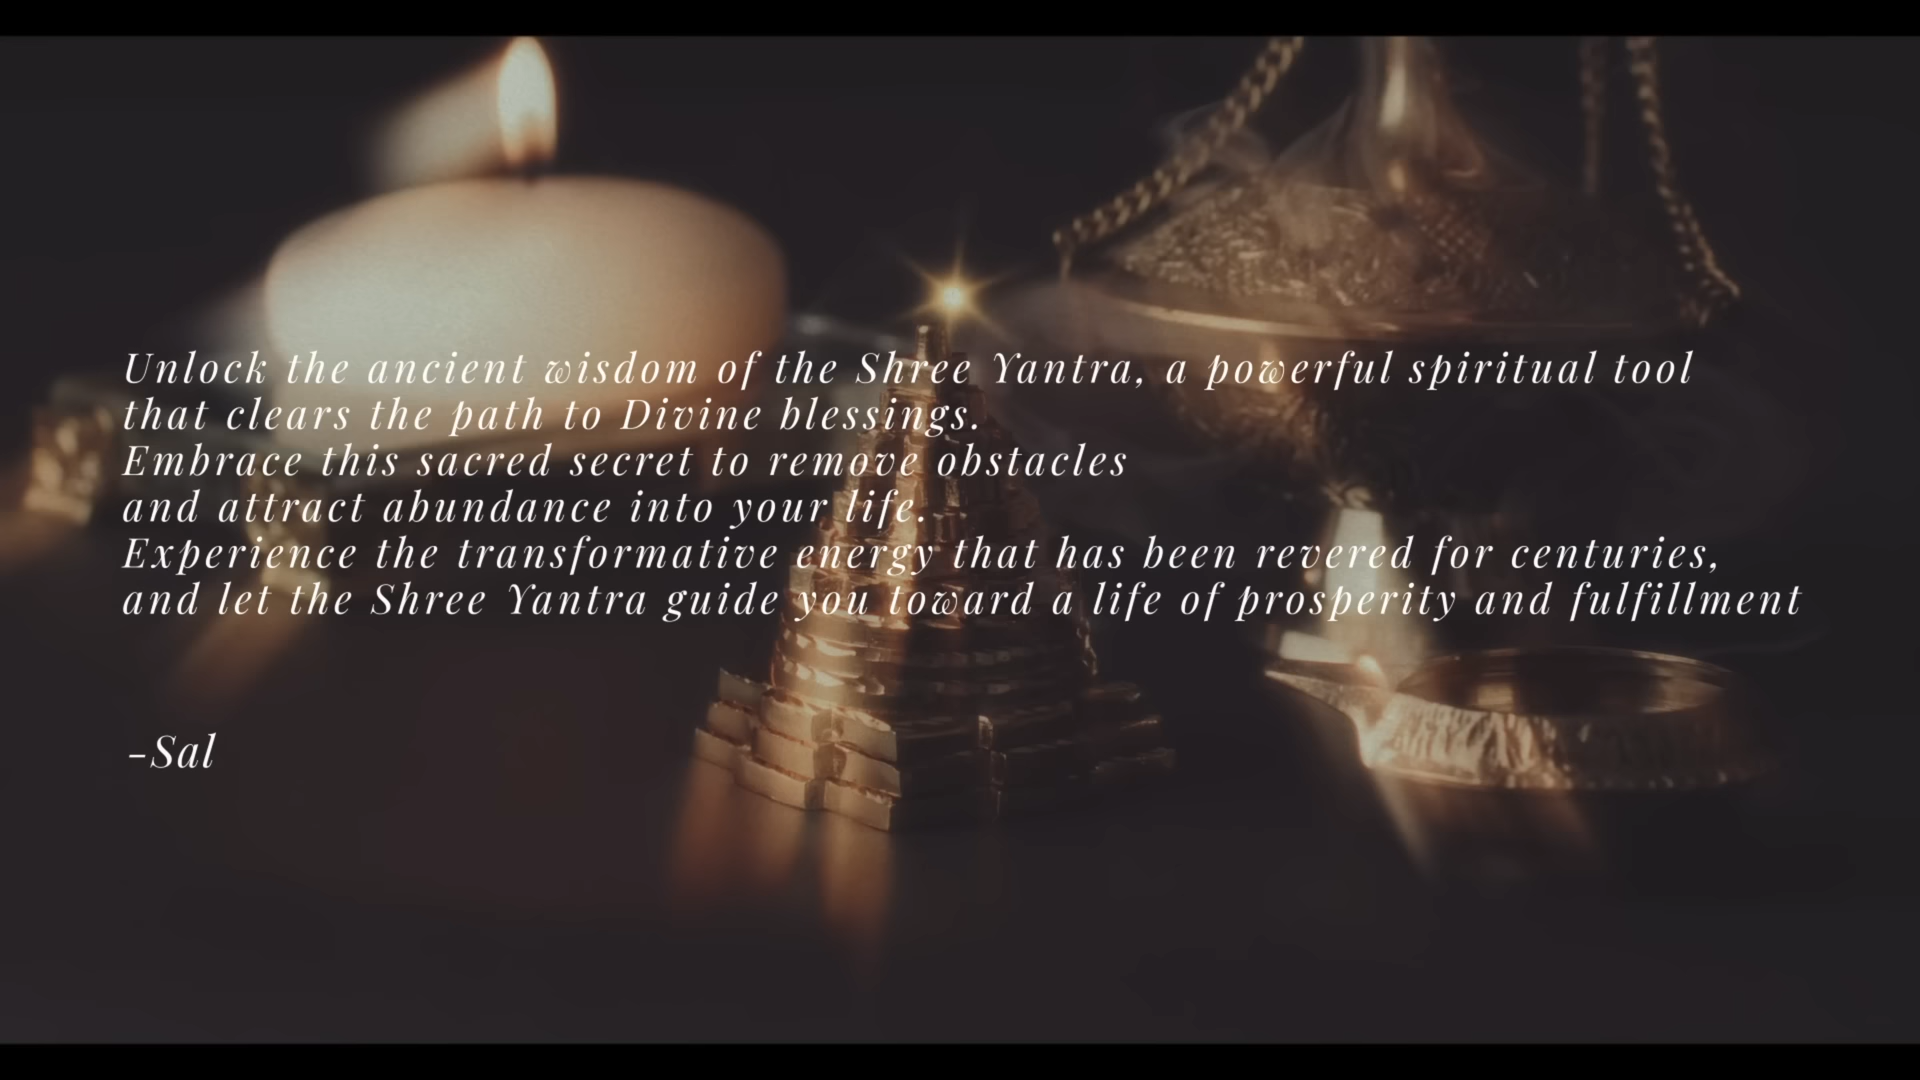 Unlock the ancient wisdom of the Shree Yantra, a powerful spiritual tool
that clears the path to Divine blessings.
Embrace this sacred secret to remove obstacles
and attract abundance into your life.
Experience the transformative energy that has been revered for centuries,
and let the Shree Yantra guide you toward a life of prosperity and fulfillment
-Sal